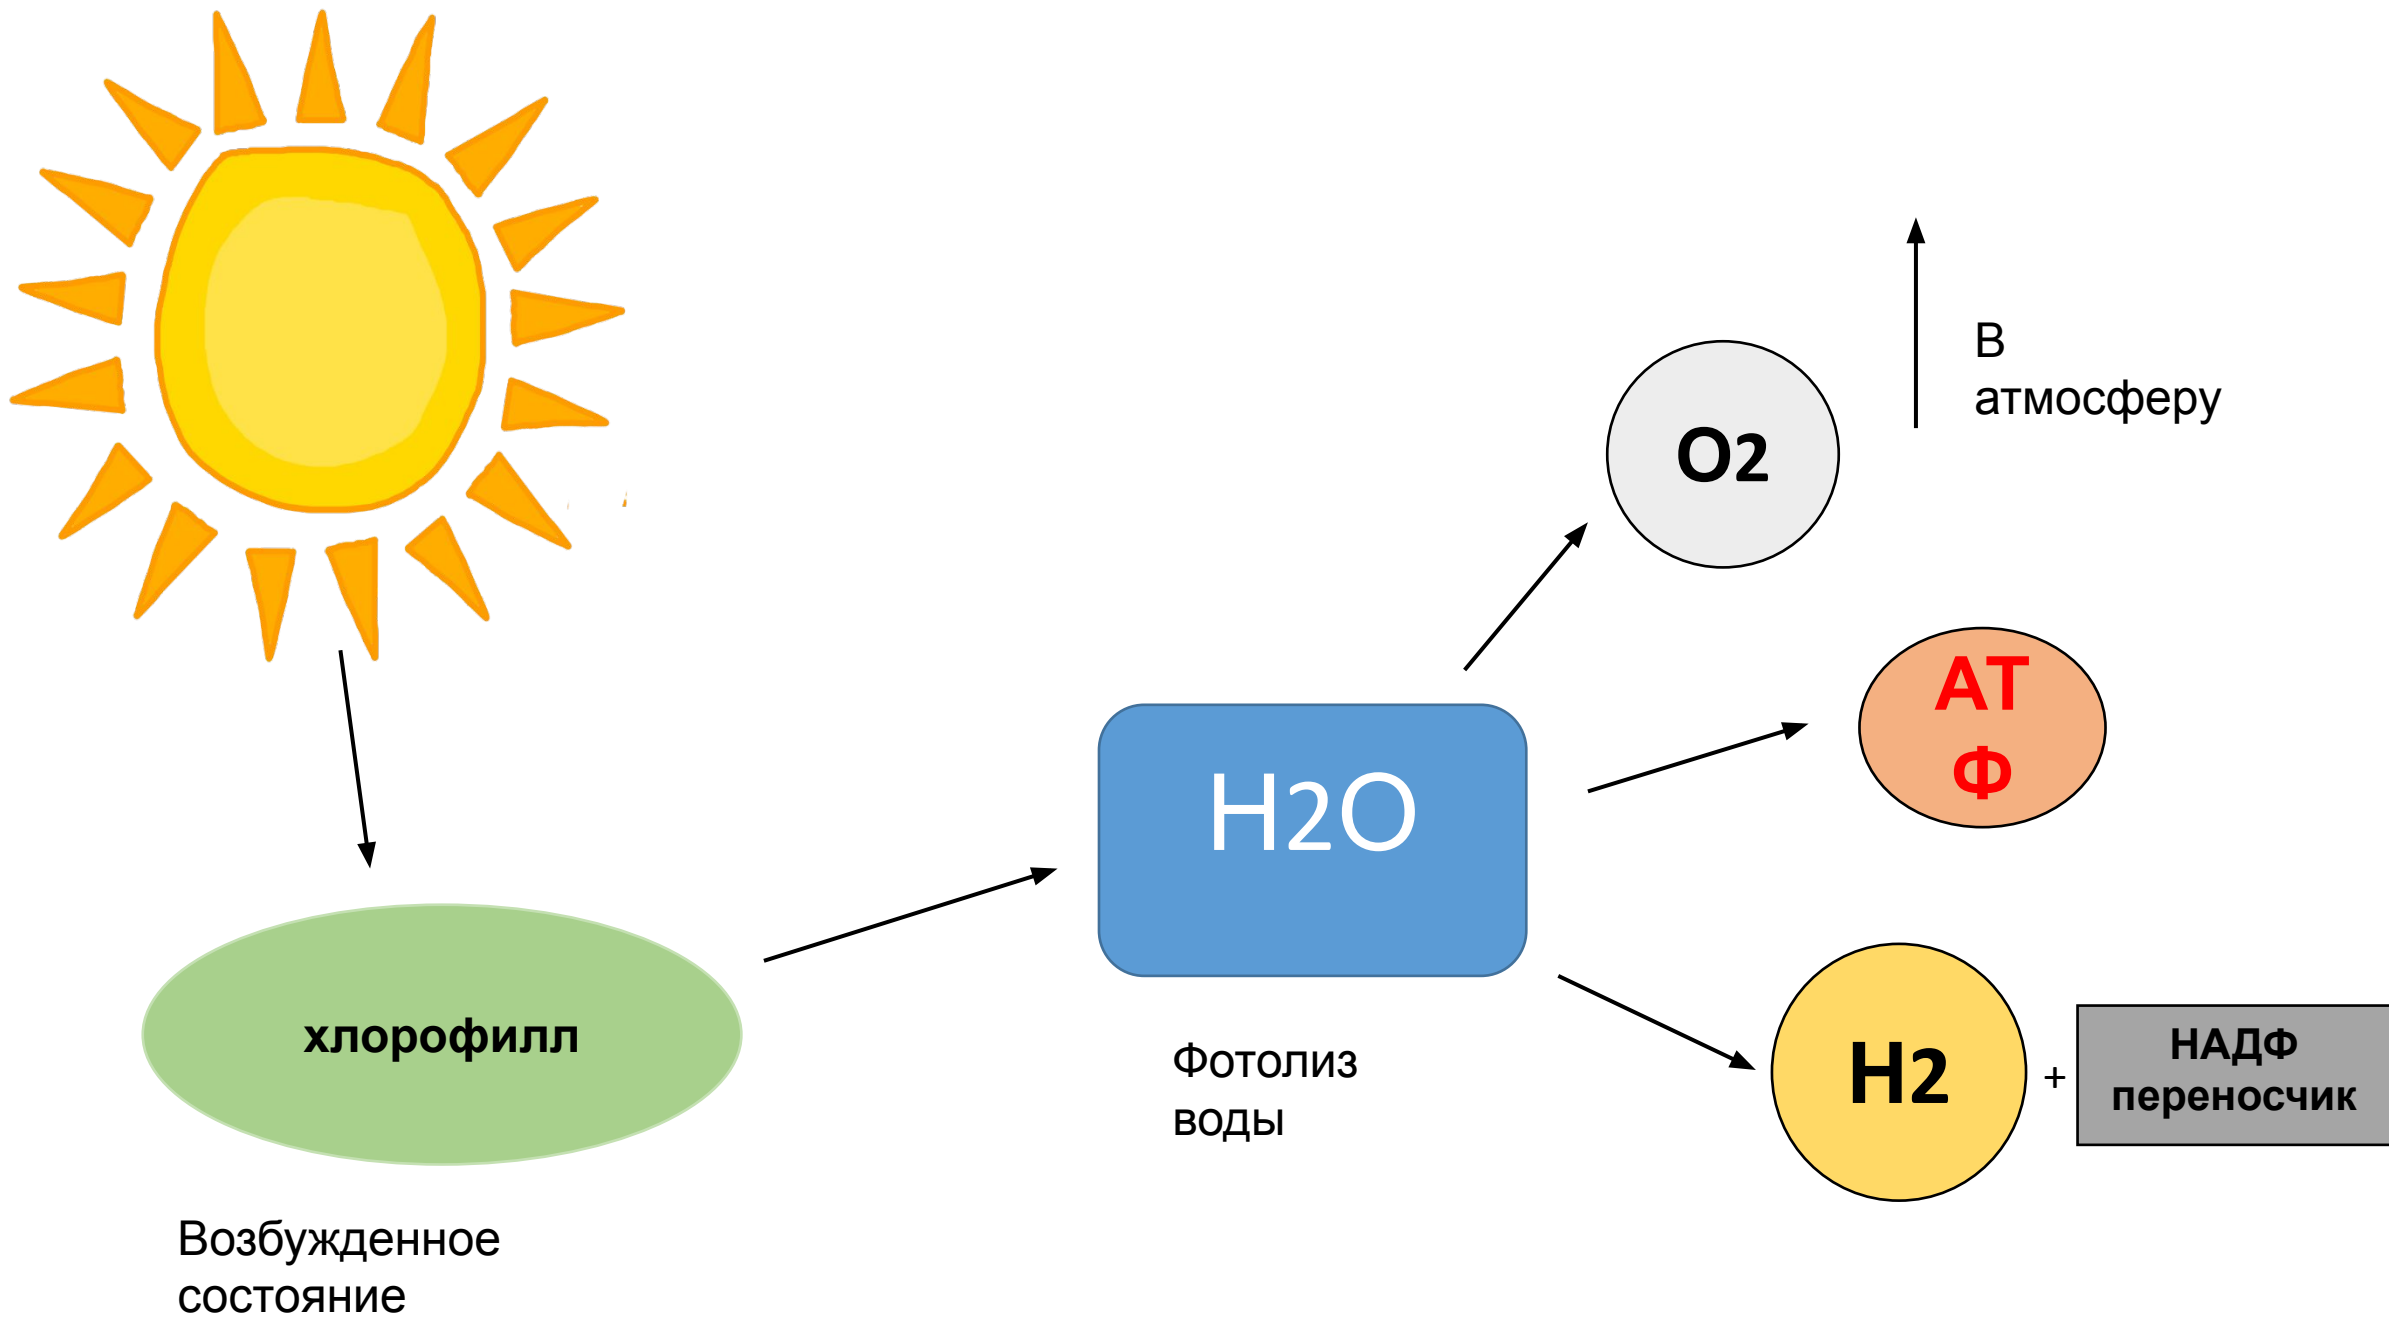 В
атмосферу
O2
АТ
Ф
H2O
хлорофилл
Фотолиз
воды
H2
+
НАДФ
переносчик
Возбужденное
состояние